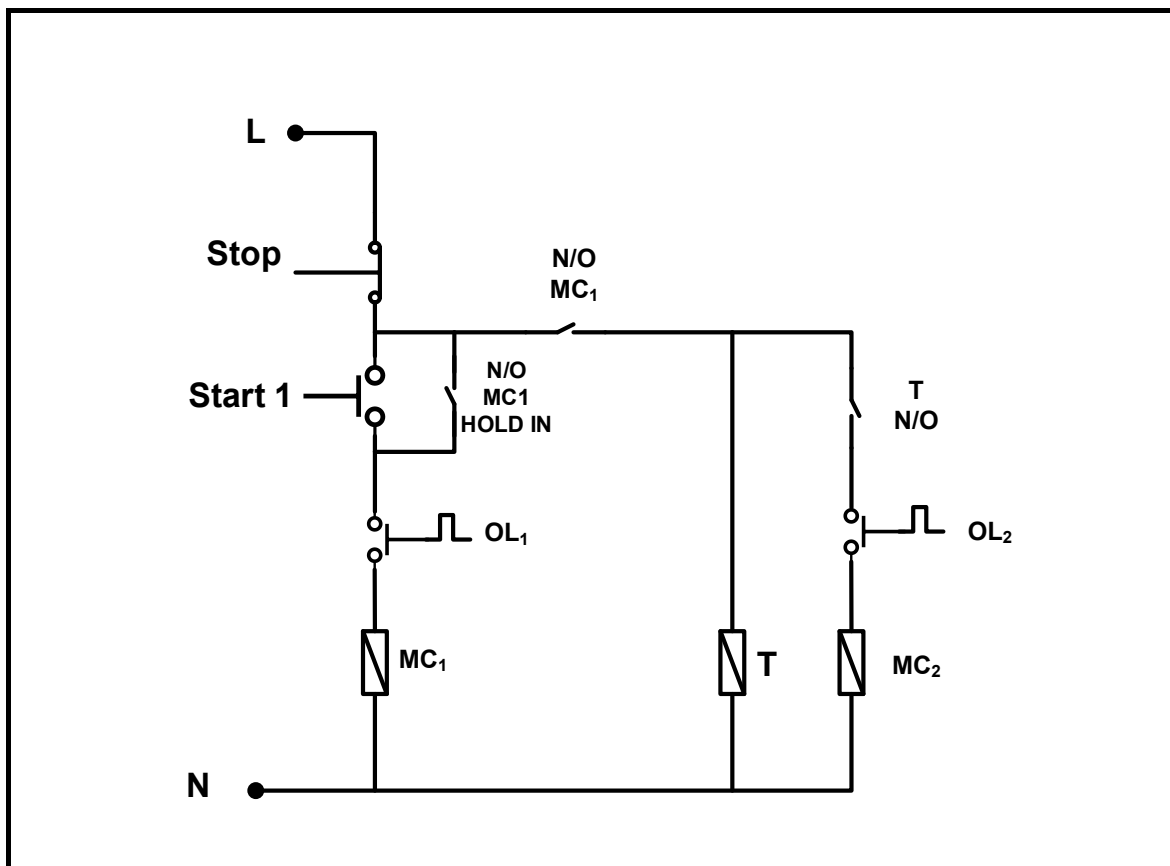 L
Stop
N/O
MC₁
Start 1
N/O
MC1
HOLD IN
T
N/O
OL₁
OL₂
MC₁
T
MC₂
N